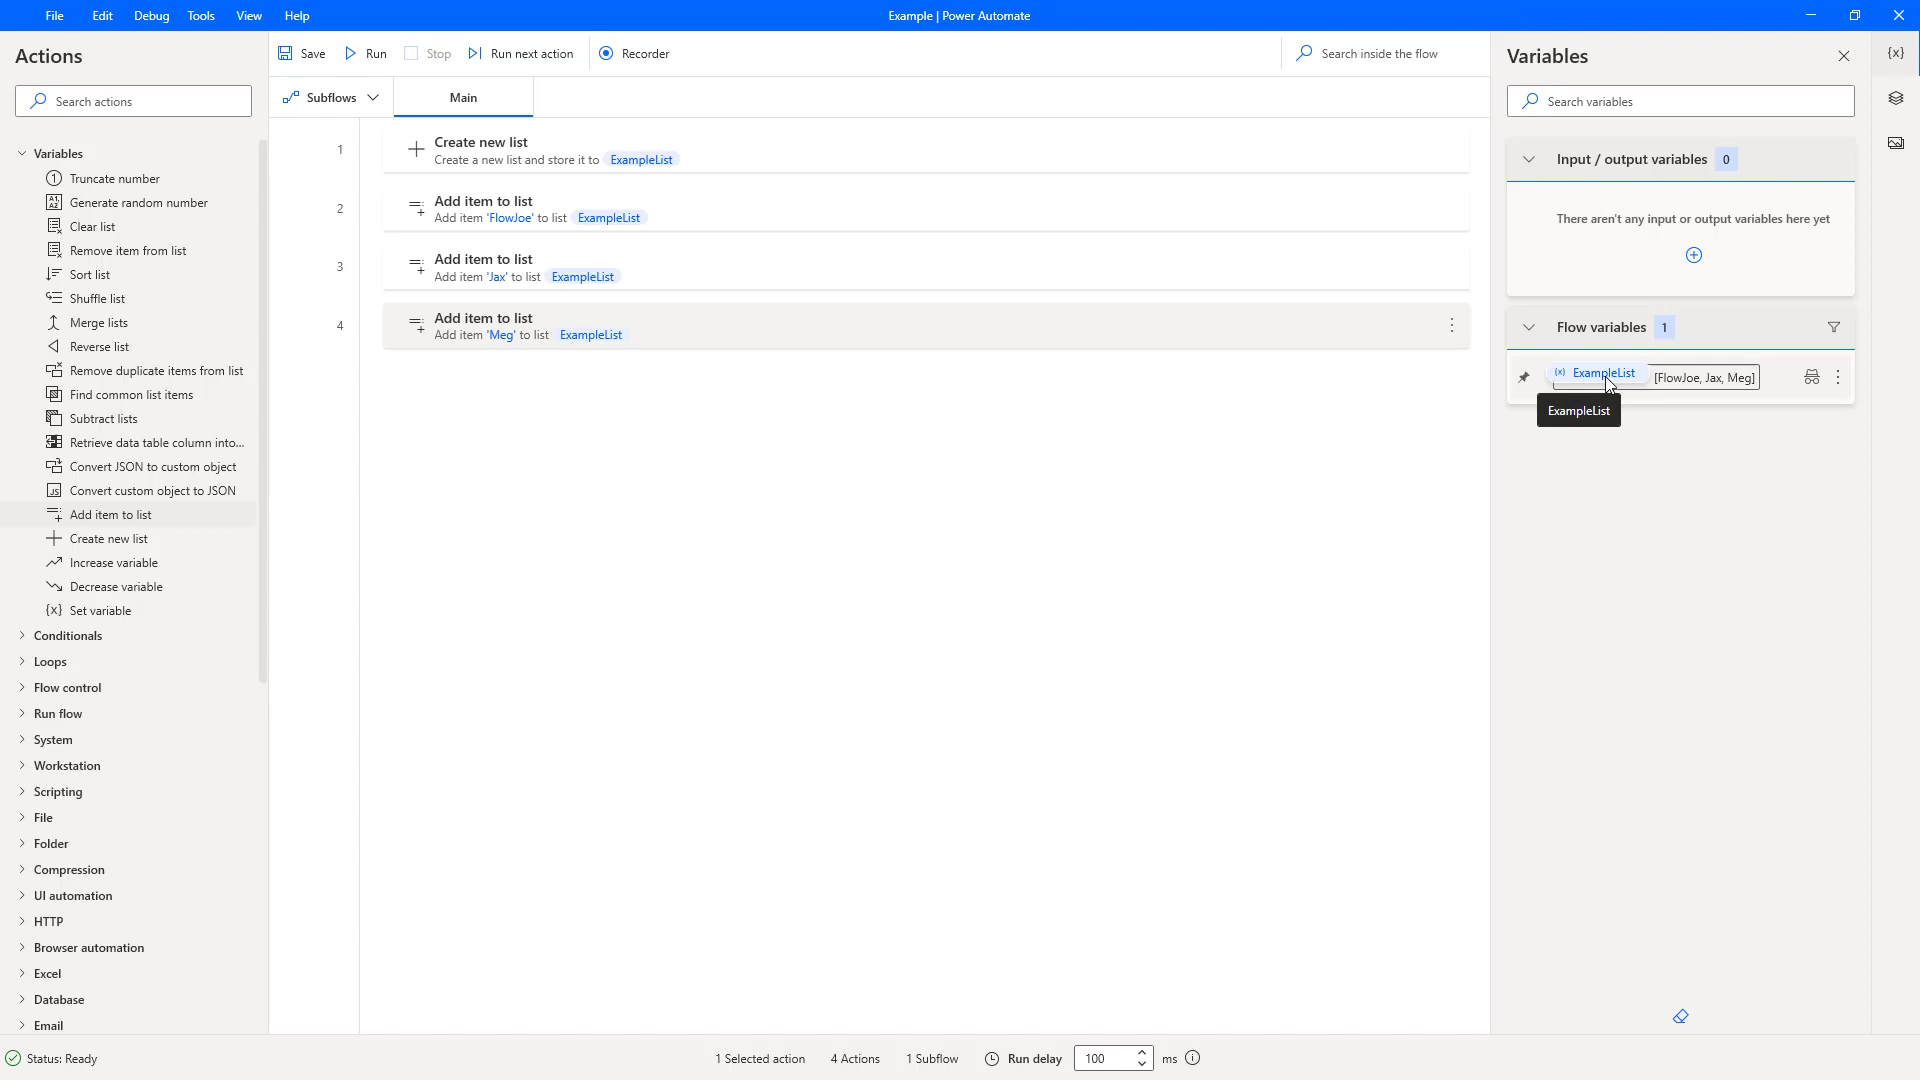 File Edit Debug Tools View Help
Example | Power Automate
Actions
Search actions
Variables
Truncate number
Generate random number
Clear list
Remove item from list
Sort list
Shuffle list
Merge lists
Reverse list
Remove duplicate items from list
Find common list items
Subtract lists
Retrieve data table column into...
Convert JSON to custom object
Convert custom object to JSON
Add item to list
Create new list
Increase variable
Decrease variable
{x} Set variable
Conditionals
Loops
Flow control
Run flow
System
Workstation
Scripting
File
Folder
Compression
UI automation
HTTP
Browser automation
Excel
Database
Email
Save Run Stop Run next action Recorder
Search inside the flow
Subflows Main
1
Create new list
Create a new list and store it to ExampleList
2
Add item to list
Add item 'FlowJoe' to list ExampleList
3
Add item to list
Add item 'Jax' to list ExampleList
4
Add item to list
Add item 'Meg' to list ExampleList
Variables
{x}
Search variables
Input / output variables 0
There aren't any input or output variables here yet
Flow variables 1
(x) ExampleList [FlowJoe, Jax, Meg]
ExampleList
Status: Ready
1 Selected action 4 Actions 1 Subflow Run delay 100 ms